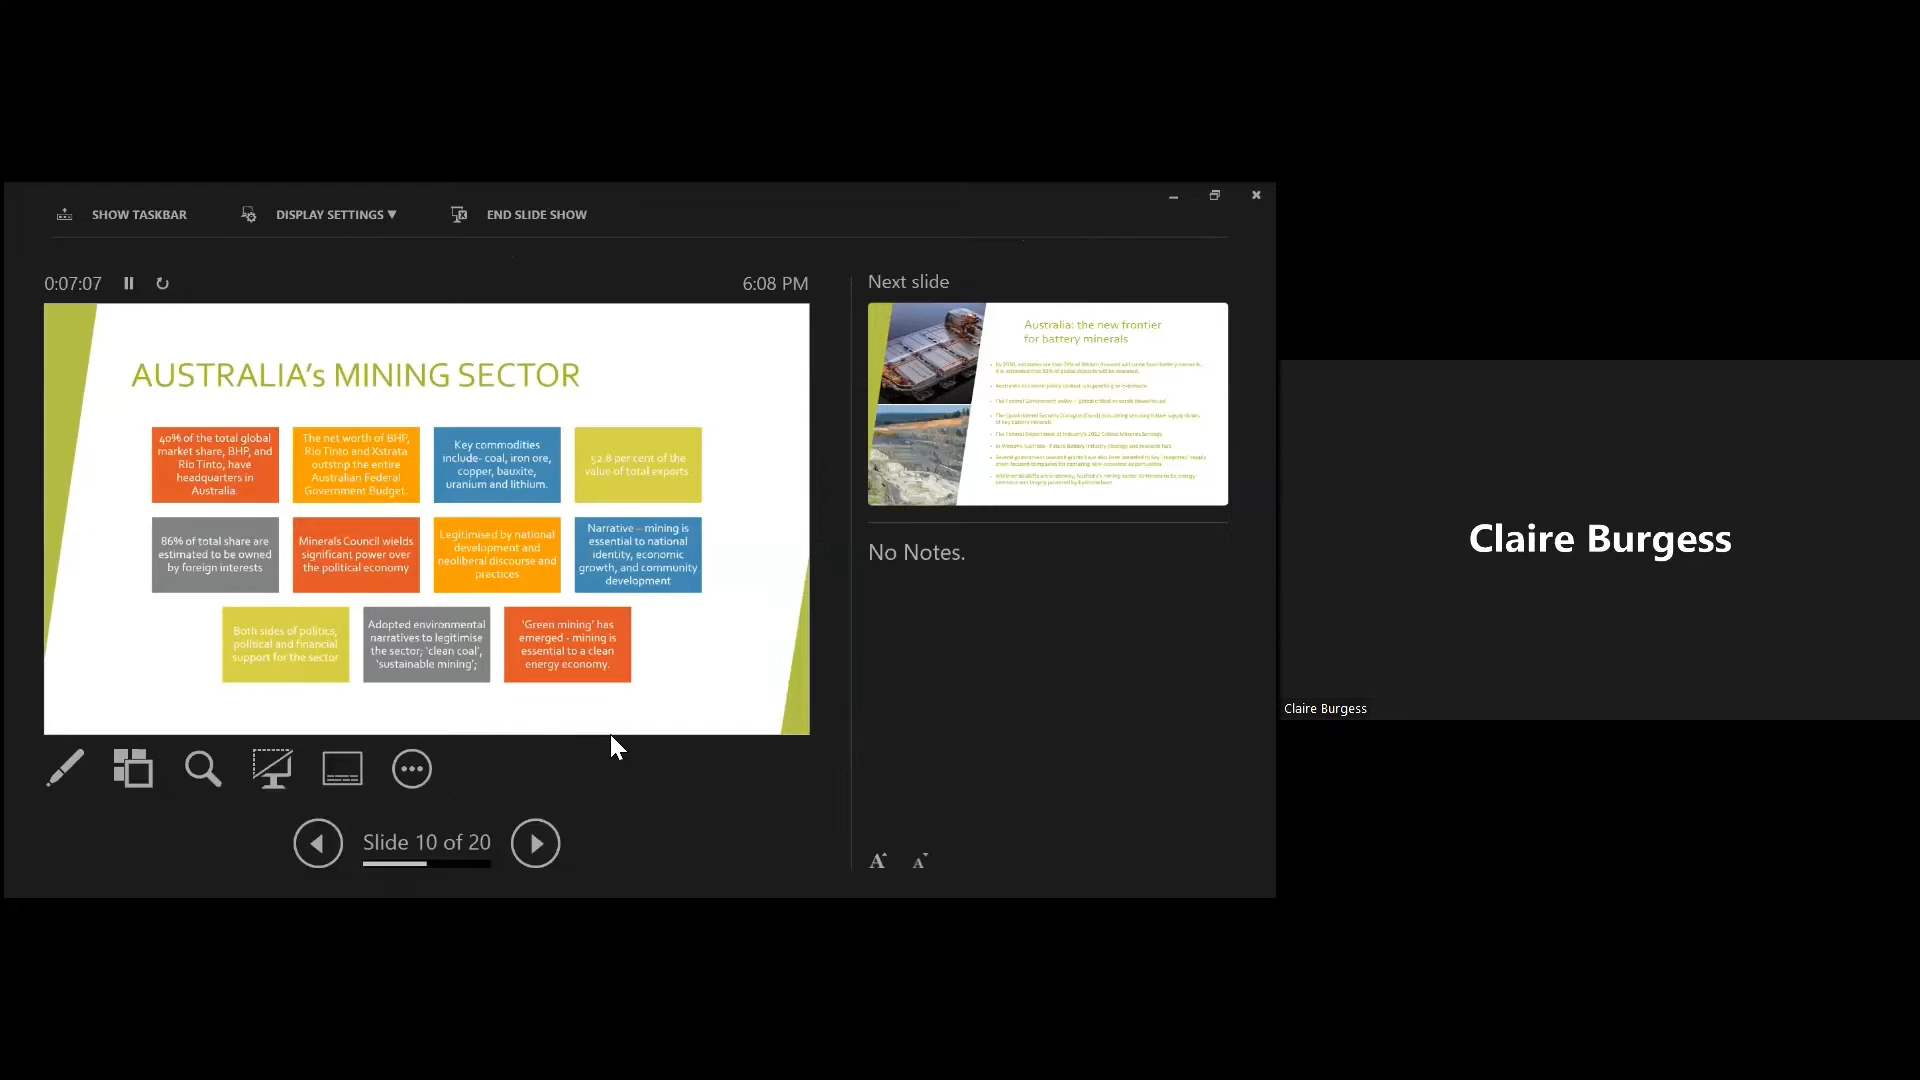 SHOW TASKBAR
DISPLAY SETTINGS ▼
END SLIDE SHOW
0:07:07
6:08 PM
AUSTRALIA's MINING SECTOR
40% of the total global
market share, BHP, and
Rio Tinto, have
headquarters in
Australia.
The net worth of BHP,
Rio Tinto and Xstrata
outstrip the entire
Australian Federal
Government Budget.
Key commodities
include- coal, iron ore,
copper, bauxite,
uranium and lithium.
52.8 per cent of the
value of total exports.
86% of total share are
estimated to be owned
by foreign interests
Minerals Council wields
significant power over
the political economy
Legitimised by national
development and
neoliberal discourse and
practices
Narrative – mining is
essential to national
identity, economic
growth, and community
development
Both sides of politics,
political and financial
support for the sector
Adopted environmental
narratives to legitimise
the sector; 'clean coal',
'sustainable mining';
'Green mining' has
emerged - mining is
essential to a clean
energy economy.
Slide 10 of 20
Next slide
Australia: the new frontier
for battery minerals
No Notes.
A
A
Claire Burgess
Claire Burgess